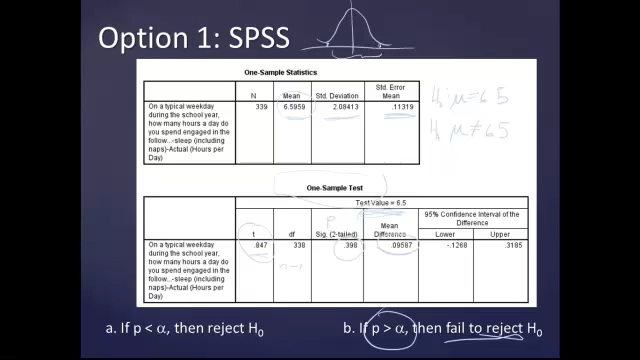 Option 1: SPSS
One-Sample Statistics
N Mean Std. Deviation Std. Error Mean
On a typical weekday during the school year, how many hours a day do you spend engaged in the follow...-sleep (including naps)-Actual (Hours per Day) 339 6.5959 2.08413 .11319
H₀: μ = 6.5
H₁ μ ≠ 6.5
One-Sample Test
Test Value = 6.5
P
95% Confidence Interval of the Difference
t df Sig. (2-tailed) Mean Difference Lower Upper
On a typical weekday during the school year, how many hours a day do you spend engaged in the follow...-sleep (including naps)-Actual (Hours per Day) .847 338 .398 .09587 -.1268 .3185
n-1
a. If p < α, then reject H₀
b. If p > α, then fail to reject H₀